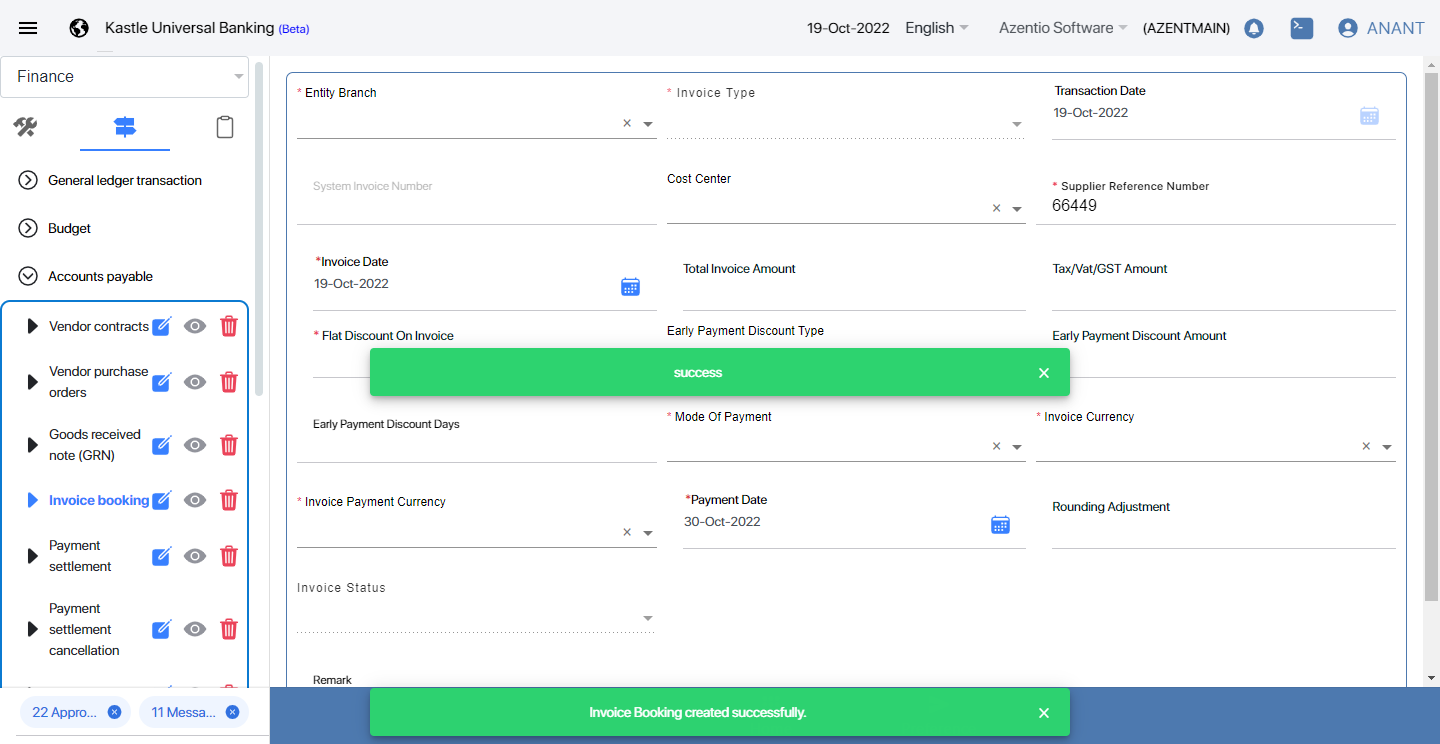 Kastle Universal Banking (Beta)
19-Oct-2022
English
Azentio Software
(AZENTMAIN)
ANANT
Finance
General ledger transaction
Budget
Accounts payable
Vendor contracts
Vendor purchase
orders
Goods received
note (GRN)
Invoice booking
Payment
settlement
Payment
settlement
cancellation
22 Appro...
11 Messa...
* Entity Branch
* Invoice Type
Transaction Date
19-Oct-2022
System Invoice Number
Cost Center
* Supplier Reference Number
66449
*Invoice Date
19-Oct-2022
Total Invoice Amount
Tax/Vat/GST Amount
* Flat Discount On Invoice
Early Payment Discount Type
Early Payment Discount Amount
success
Early Payment Discount Days
* Mode Of Payment
* Invoice Currency
* Invoice Payment Currency
*Payment Date
30-Oct-2022
Rounding Adjustment
Invoice Status
Remark
Invoice Booking created successfully.